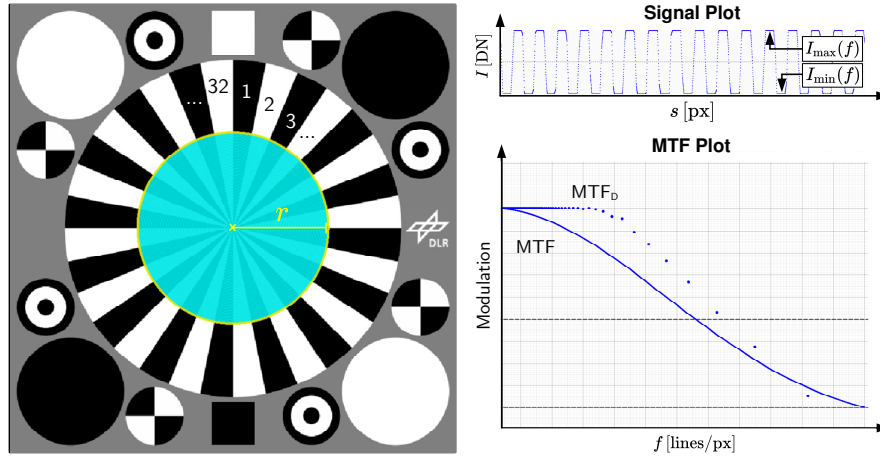 32
1
...
2
3
...
r
DLR
Signal Plot
I [DN]
I_max(f)
I_min(f)
s [px]
MTF Plot
MTF_D
MTF
Modulation
f [lines/px]